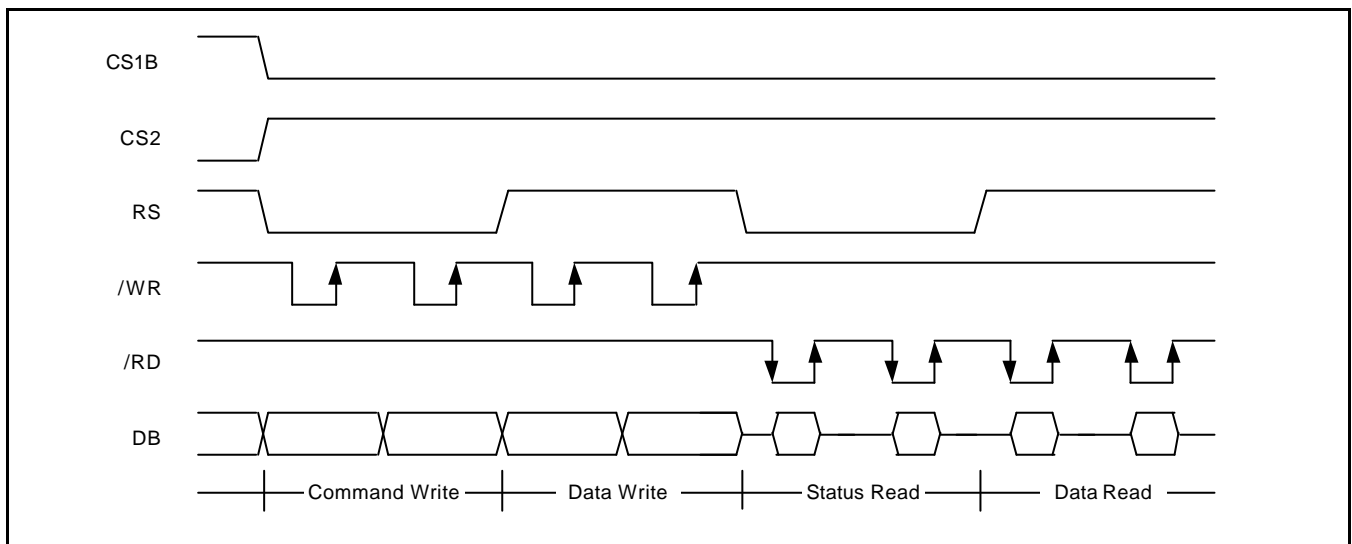 CS1B
CS2
RS
/WR
/RD
DB
Command Write Data Write Status Read Data Read